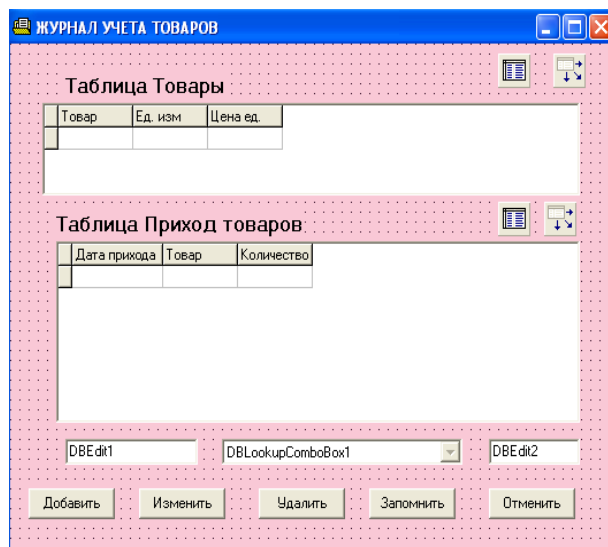 ЖУРНАЛ УЧЕТА ТОВАРОВ
Таблица Товары
Товар Ед. изм Цена ед.
Таблица Приход товаров
Дата прихода Товар Количество
DBEdit1 DBLookupComboBox1 DBEdit2
Добавить Изменить Удалить Запомнить Отменить